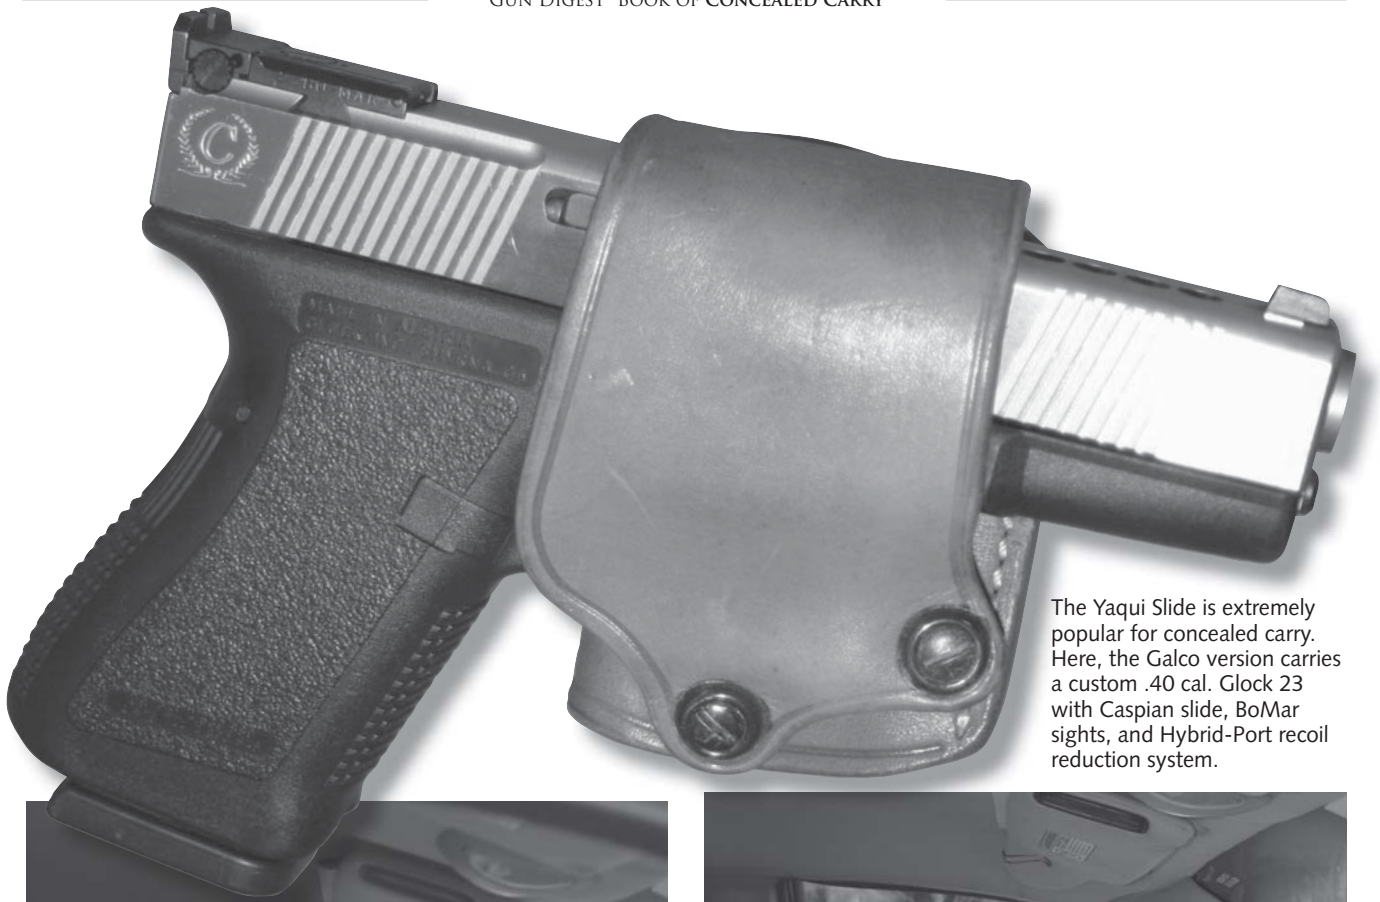 GUN DIGEST® BOOK OF CONCEALED CARRY
C
The Yaqui Slide is extremely
popular for concealed carry.
Here, the Galco version carries
a custom .40 cal. Glock 23
with Caspian slide, BoMar
sights, and Hybrid-Port recoil
reduction system.